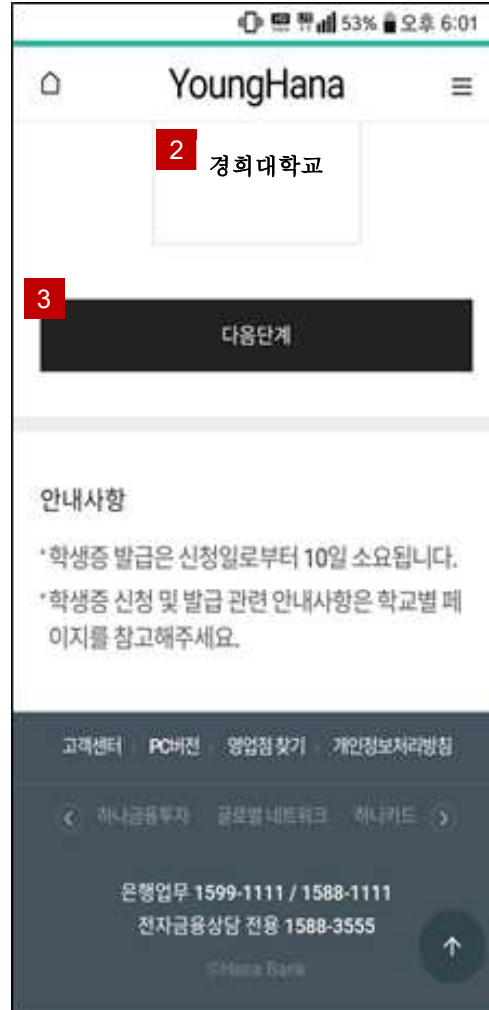 53% 오후 6:01
YoungHana
2 경희대학교
3
다음단계
안내사항
*학생증 발급은 신청일로부터 10일 소요됩니다.
*학생증 신청 및 발급 관련 안내사항은 학교별 페
이지를 참고해주세요.
고객센터 PC버전 영업점 찾기 개인정보처리방침
하나금융투자 글로벌 네트워크 하나카드
은행업무 1599-1111 / 1588-1111
전자금융상담 전용 1588-3555
©Hana Bank